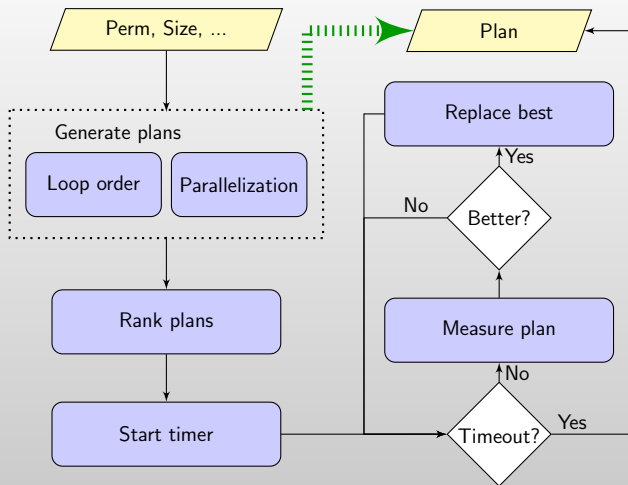 Perm, Size, ...
Generate plans
Loop order
Parallelization
Rank plans
Start timer
Plan
Replace best
Yes
No
Better?
Measure plan
No
Timeout?
Yes